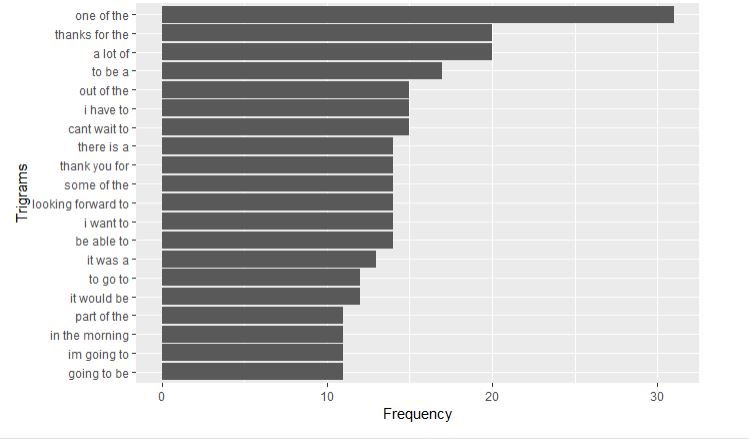 one of the
thanks for the
a lot of
to be a
out of the
i have to
cant wait to
there is a
thank you for
some of the
looking forward to
i want to
be able to
it was a
to go to
it would be
part of the
in the morning
im going to
going to be
Trigrams
0 10 20 30
Frequency